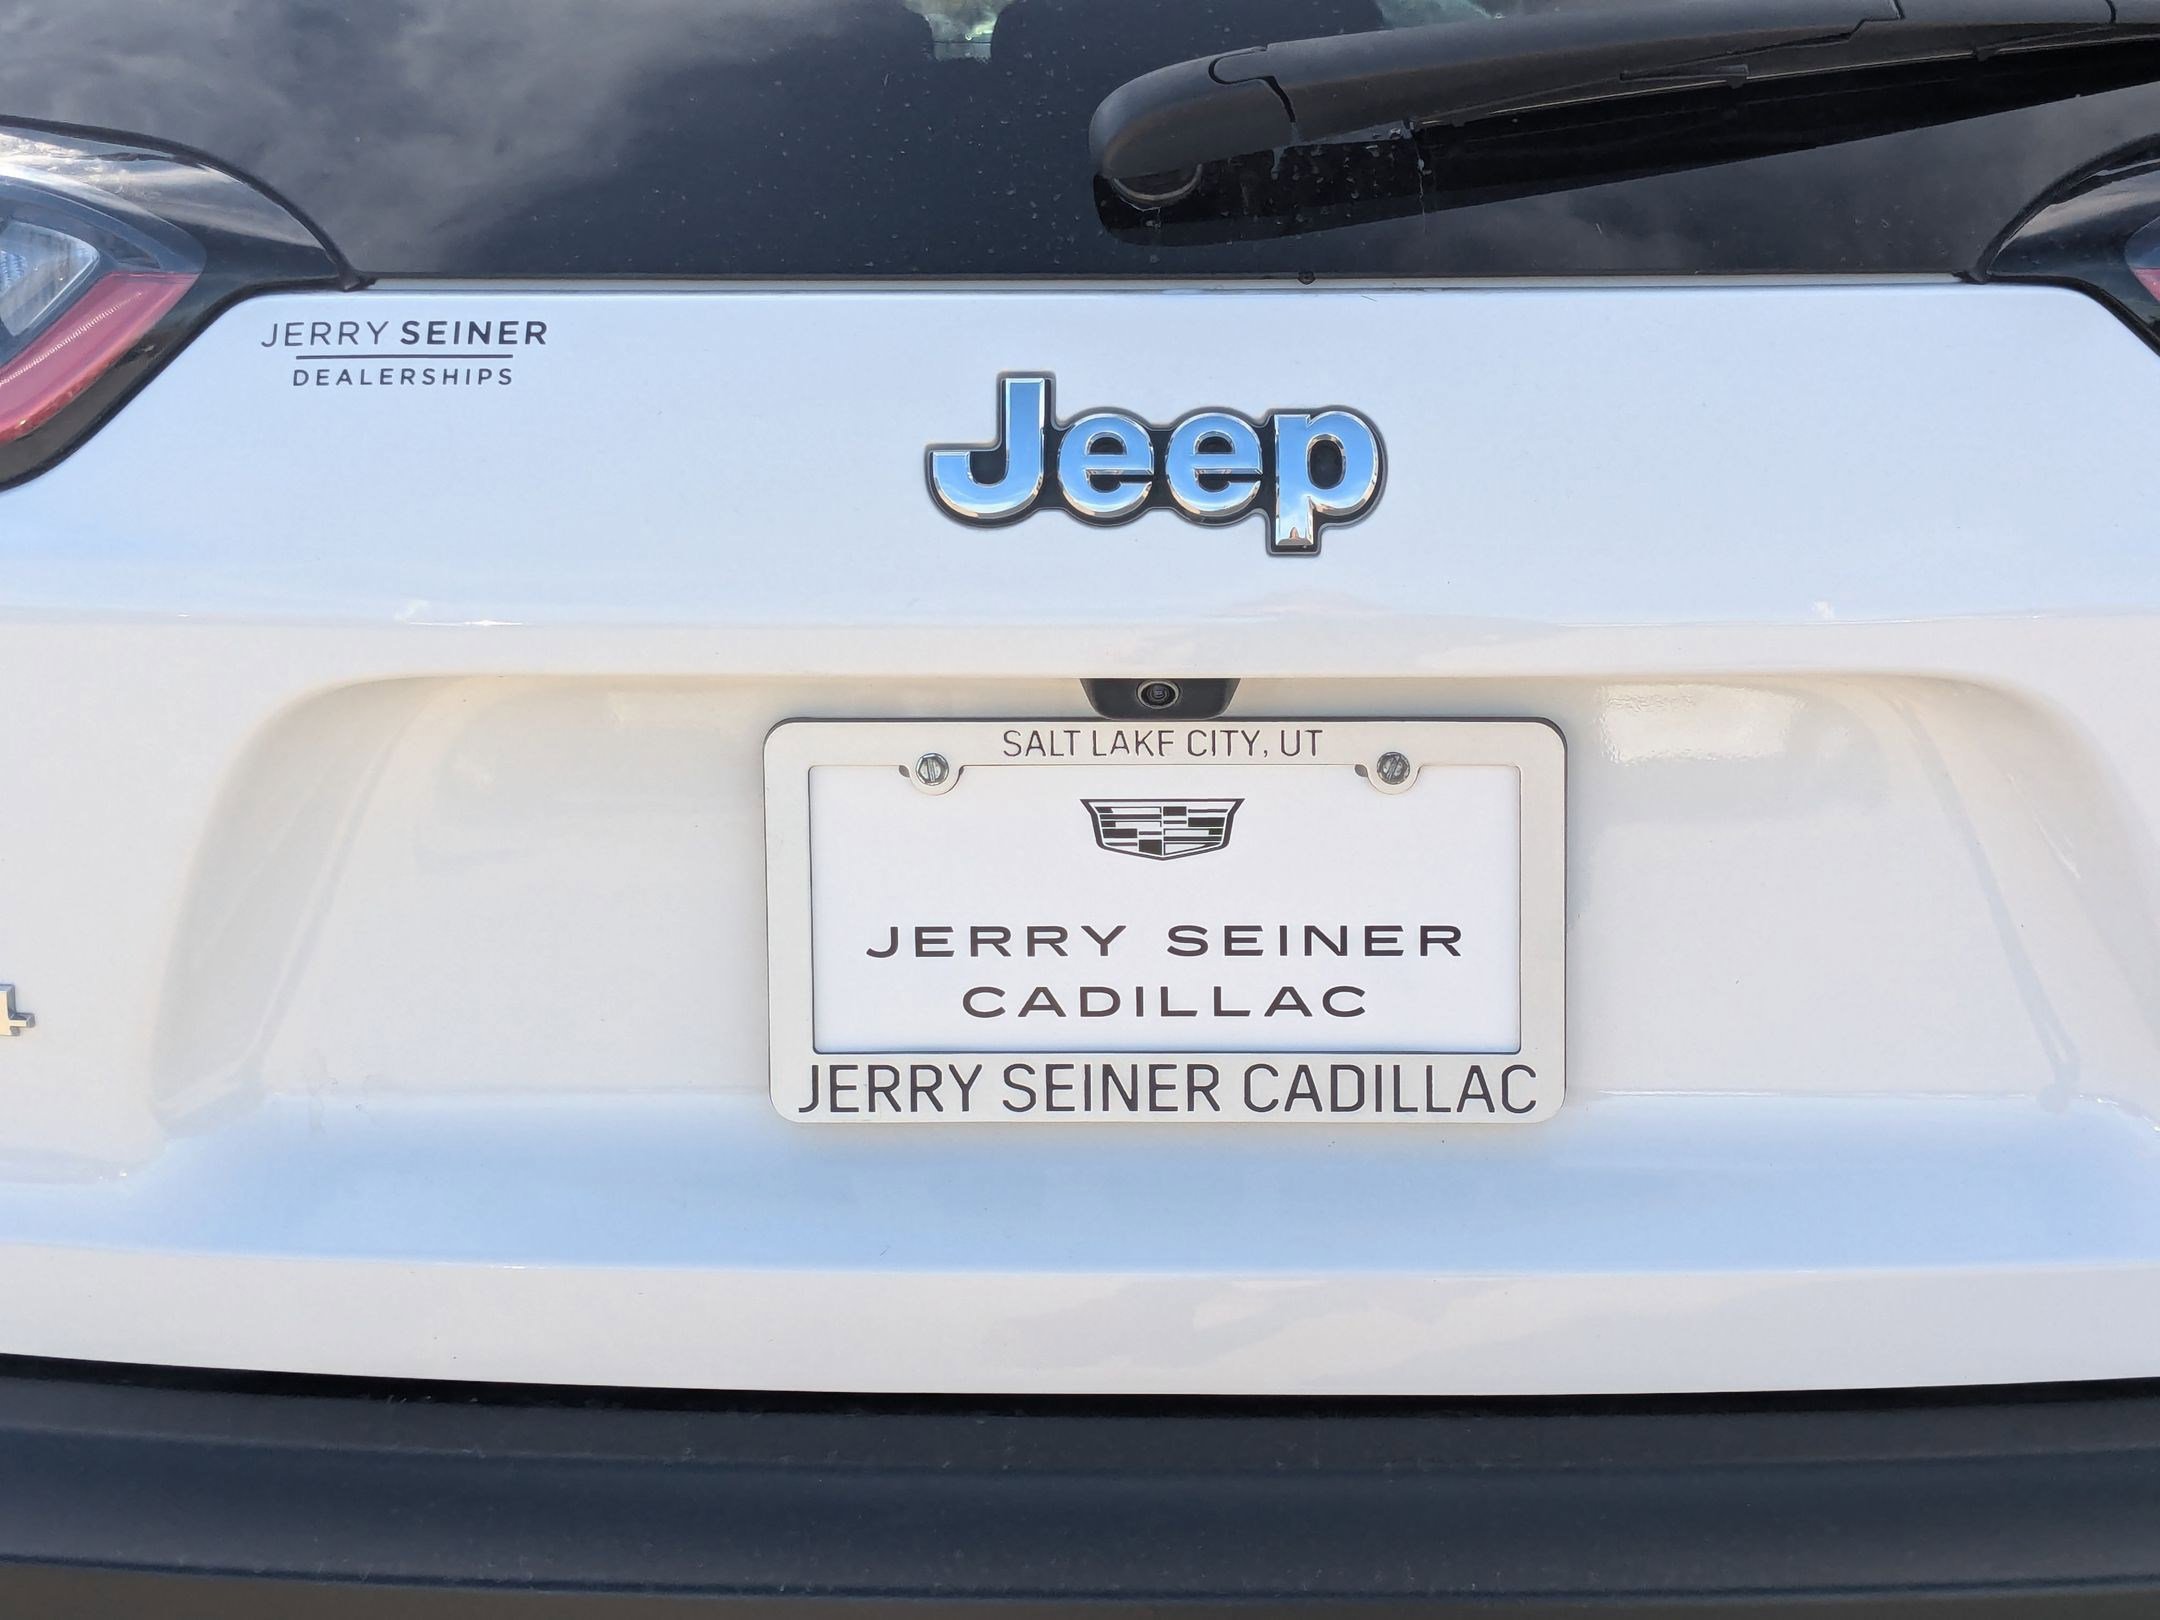 JERRY SEINER
DEALERSHIPS
Jeep
SALT LAKE CITY, UT
JERRY SEINER
CADILLAC
JERRY SEINER CADILLAC